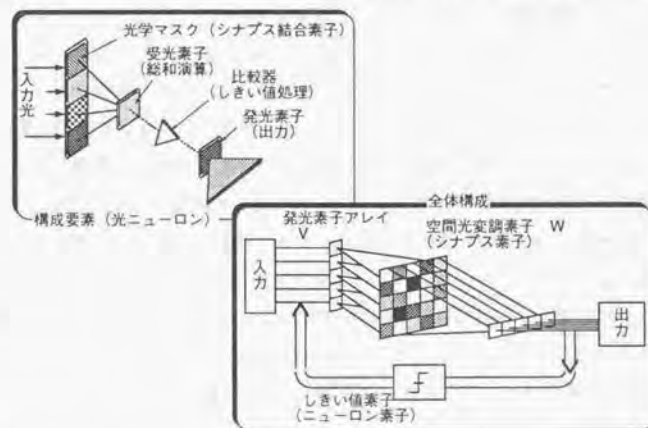 光学マスク（シナプス結合素子）
受光素子
（総和演算）
入力光
比較器
（しきい値処理）
発光素子
（出力）
構成要素（光ニューロン）
全体構成
発光素子アレイ
V
空間光変調素子 W
（シナプス素子）
入力
出力
しきい値素子
（ニューロン素子）